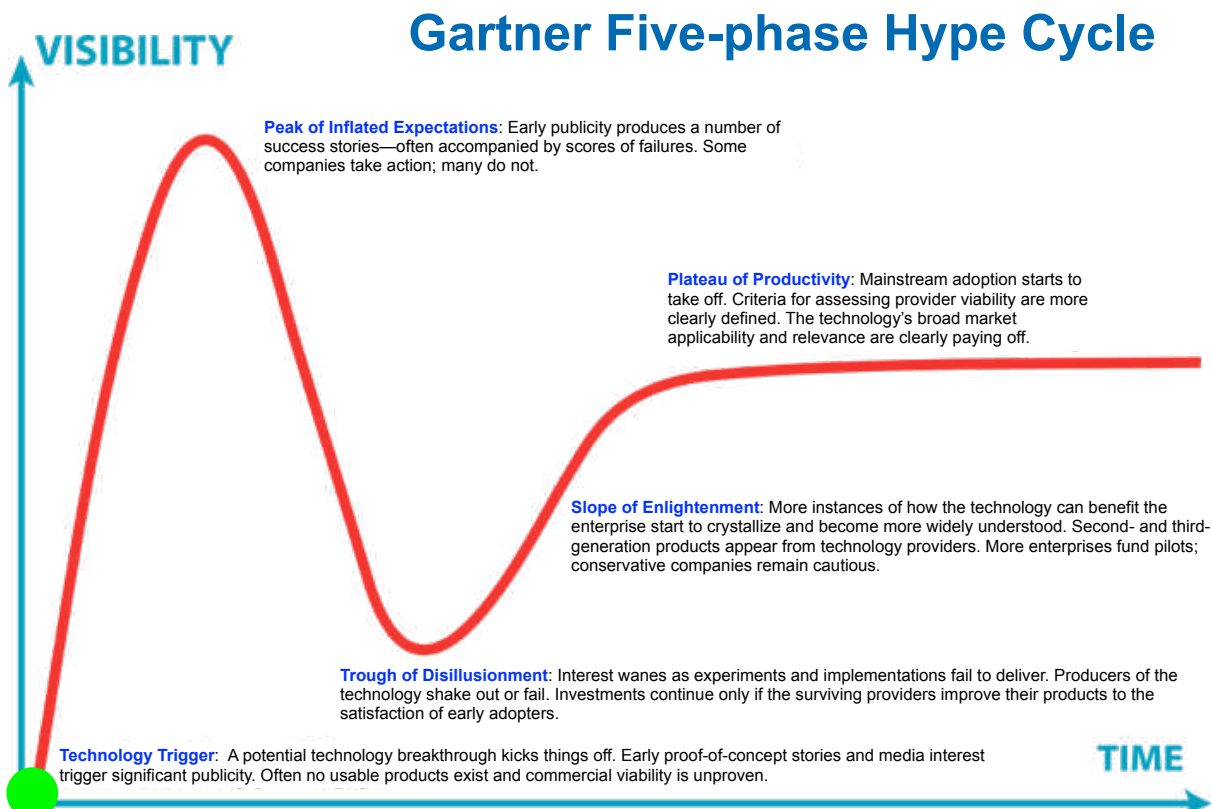 Gartner Five-phase Hype Cycle
VISIBILITY
Peak of Inflated Expectations: Early publicity produces a number of
success stories—often accompanied by scores of failures. Some
companies take action; many do not.
Plateau of Productivity: Mainstream adoption starts to
take off. Criteria for assessing provider viability are more
clearly defined. The technology’s broad market
applicability and relevance are clearly paying off.
Slope of Enlightenment: More instances of how the technology can benefit the
enterprise start to crystallize and become more widely understood. Second- and third-
generation products appear from technology providers. More enterprises fund pilots;
conservative companies remain cautious.
Trough of Disillusionment: Interest wanes as experiments and implementations fail to deliver. Producers of the
technology shake out or fail. Investments continue only if the surviving providers improve their products to the
satisfaction of early adopters.
Technology Trigger: A potential technology breakthrough kicks things off. Early proof-of-concept stories and media interest
trigger significant publicity. Often no usable products exist and commercial viability is unproven.
TIME